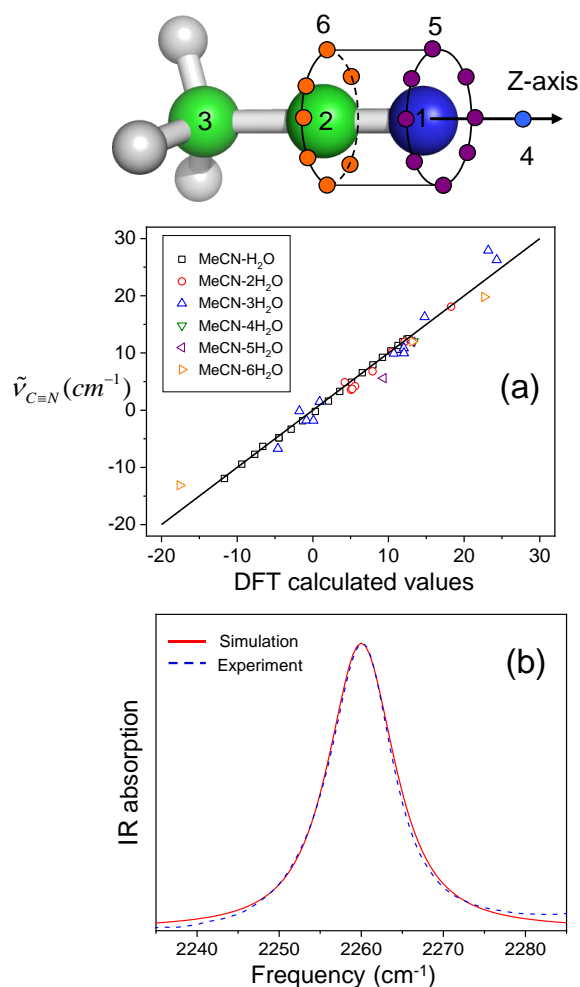 6 5
Z-axis
3 2 1
4
30
20
10
0
-10
-20
MeCN-H₂O
MeCN-2H₂O
MeCN-3H₂O
MeCN-4H₂O
MeCN-5H₂O
MeCN-6H₂O
(a)
ν̃_C≡N (cm⁻¹)
-20 -10 0 10 20 30
DFT calculated values
Simulation
Experiment
(b)
IR absorption
2240 2250 2260 2270 2280
Frequency (cm⁻¹)